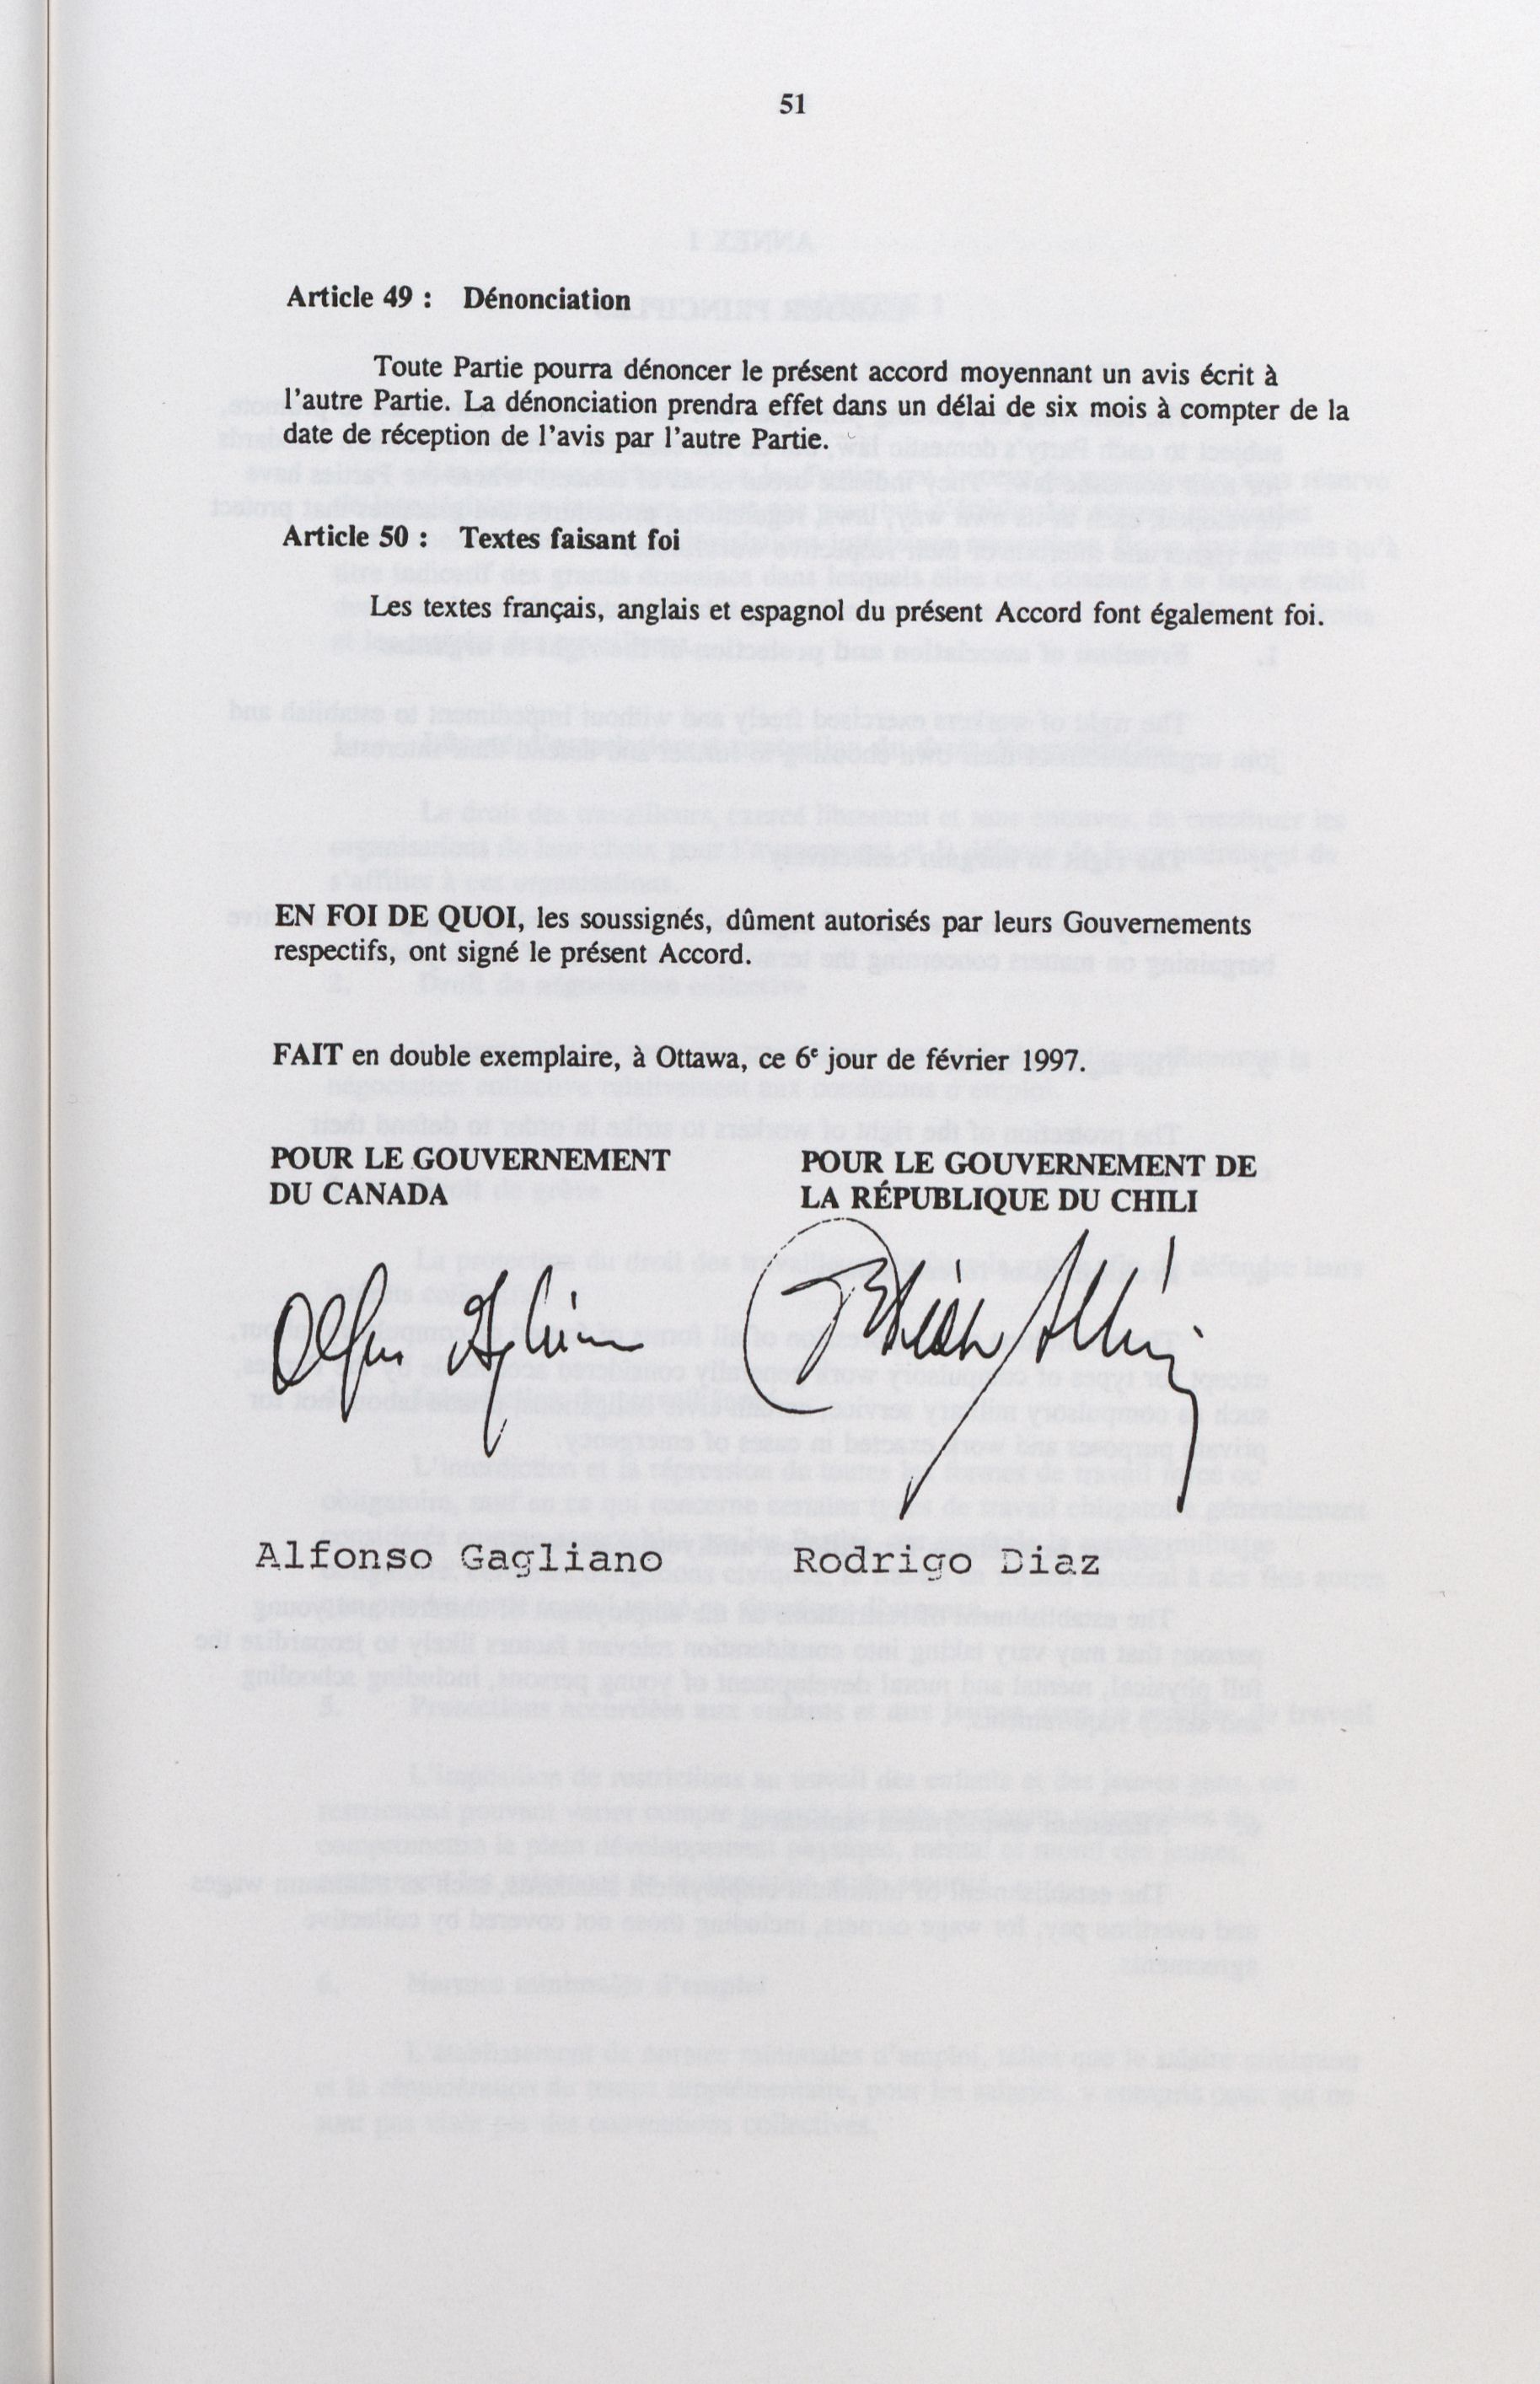 51
Article 49 : Dénonciation
Toute Partie pourra dénoncer le présent accord moyennant un avis écrit à
l'autre Partie. La dénonciation prendra effet dans un délai de six mois à compter de la
date de réception de l'avis par l'autre Partie.
Article 50 : Textes faisant foi
Les textes français, anglais et espagnol du présent Accord font également foi.
EN FOI DE QUOI, les soussignés, dûment autorisés par leurs Gouvernements
respectifs, ont signé le présent Accord.
FAIT en double exemplaire, à Ottawa, ce 6e jour de février 1997.
POUR LE GOUVERNEMENT
DU CANADA
POUR LE GOUVERNEMENT DE
LA RÉPUBLIQUE DU CHILI
Alfonso Gagliano
Rodrigo Diaz